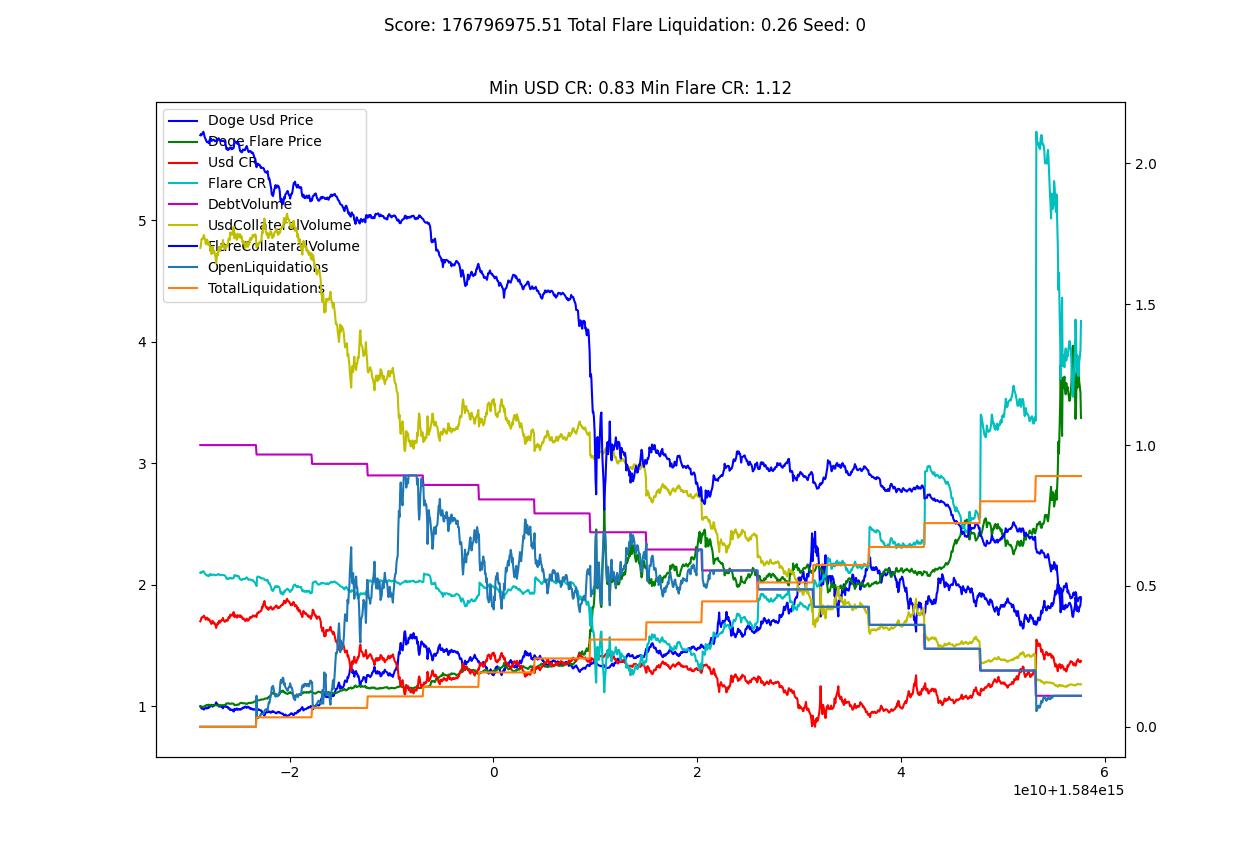 Score: 176796975.51 Total Flare Liquidation: 0.26 Seed: 0
Min USD CR: 0.83 Min Flare CR: 1.12
Doge Usd Price
Doge Flare Price
Usd CR
Flare CR
DebtVolume
UsdCollateralVolume
FlareCollateralVolume
OpenLiquidations
TotalLiquidations
5
4
3
2
1
2.0
1.5
1.0
0.5
0.0
−2
0
2
4
6
1e10+1.584e15